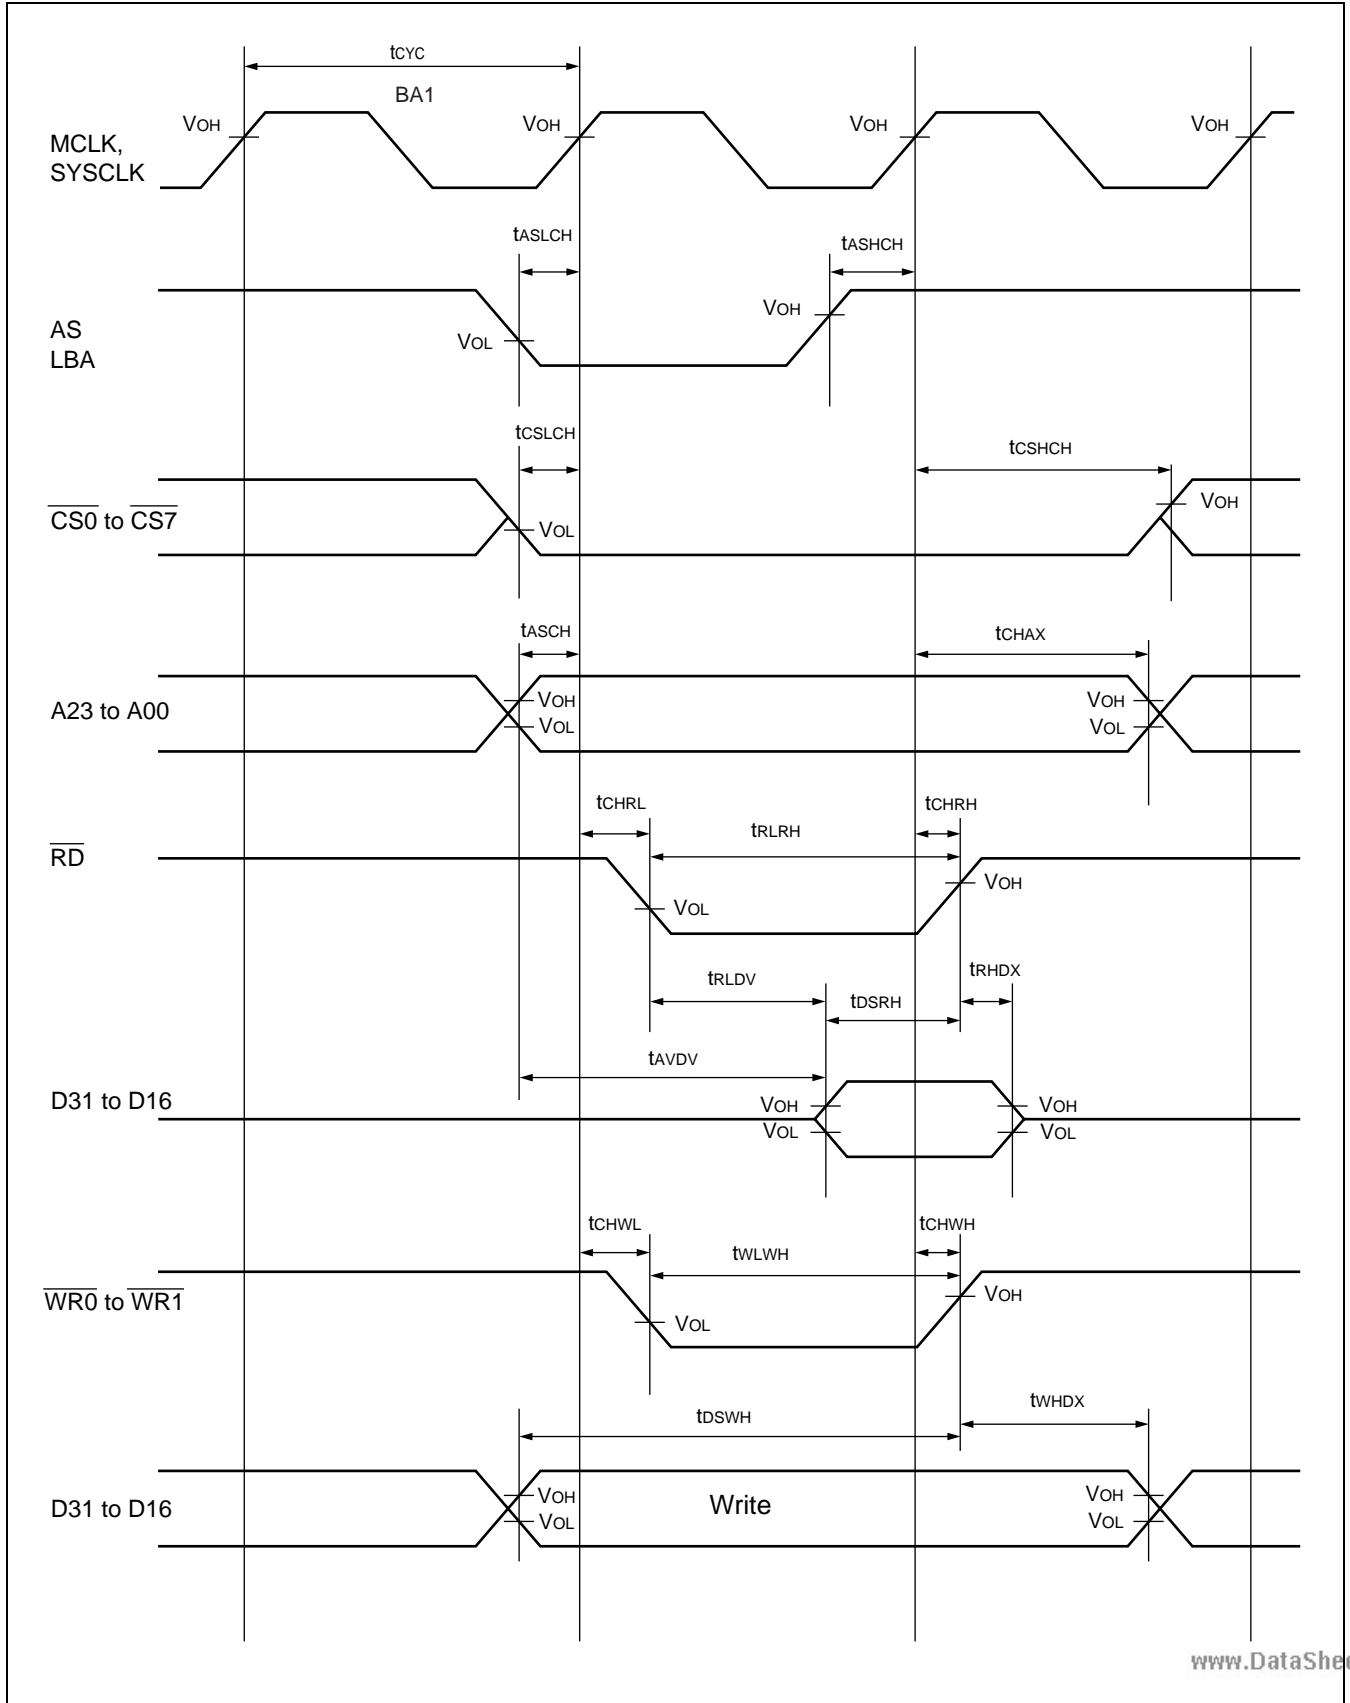 tCYC
BA1
VOH VOH VOH VOH
MCLK,
SYSCLK
tASLCH
tASHCH
VOH
AS
VOL
LBA
tCSLCH
tCSHCH
VOH
CS0 to CS7
VOL
tASCH
tCHAX
A23 to A00
VOH VOH
VOL VOL
tCHRL tCHRH
tRLRH
RD
VOH
VOL
tRLDV
tRHDX
tDSRH
tAVDV
D31 to D16
VOH VOH
VOL VOL
tCHWL tCHWH
tWLWH
WR0 to WR1
VOH
VOL
tWHDX
tDSWH
D31 to D16
VOH Write VOH
VOL VOL
www.DataShe